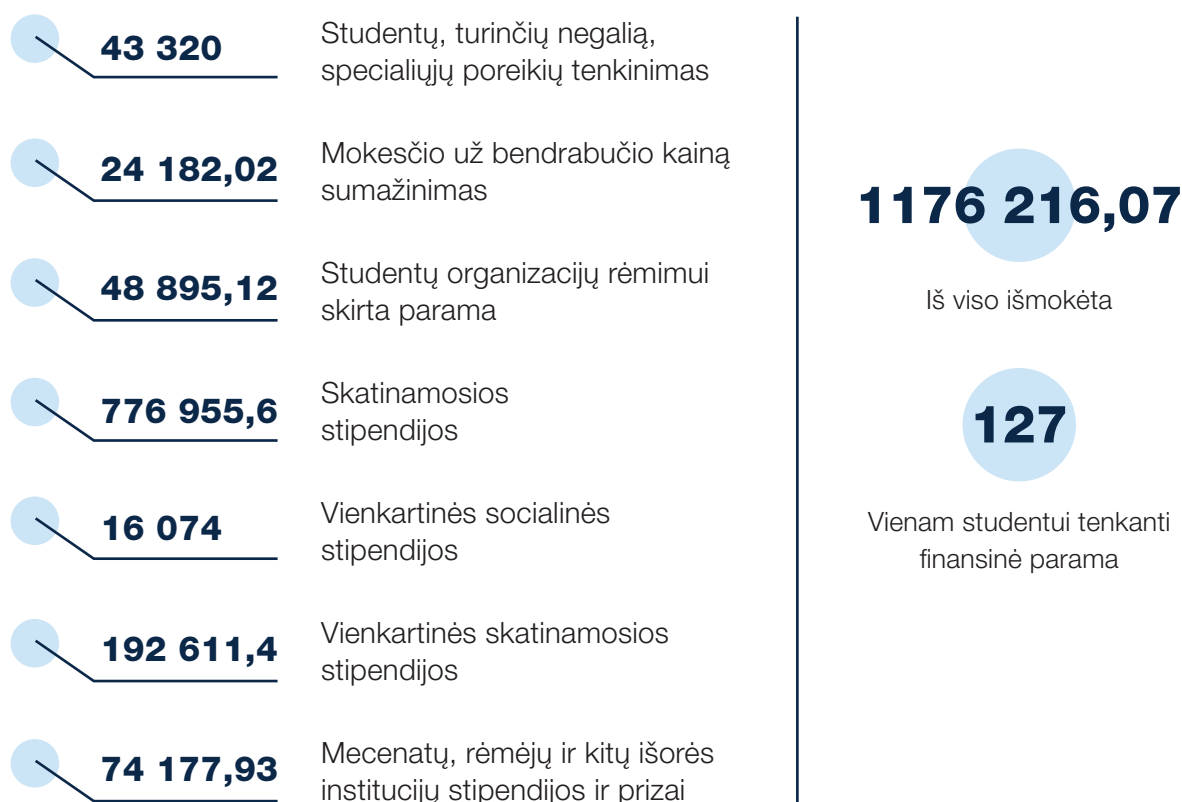 43 320
Studentų, turinčių negalią,
specialiųjų poreikių tenkinimas
24 182,02
Mokesčio už bendrabučio kainą
sumažinimas
48 895,12
Studentų organizacijų rėmimui
skirta parama
776 955,6
Skatinamosios
stipendijos
16 074
Vienkartinės socialinės
stipendijos
192 611,4
Vienkartinės skatinamosios
stipendijos
74 177,93
Mecenatų, rėmėjų ir kitų išorės
institucijų stipendijos ir prizai
1176 216,07
Iš viso išmokėta
127
Vienam studentui tenkanti
finansinė parama